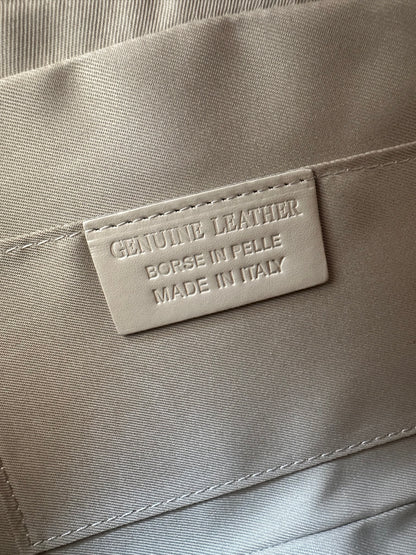 GENUINE LEATHER
BORSE IN PELLE
MADE IN ITALY